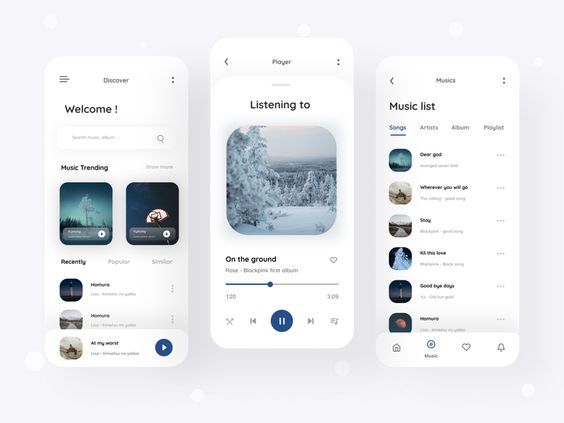 Discover
Welcome !
Search music, album ...
Music Trending
Show more
Yummy
Yummy
Recently
Popular
Similiar
Homura
Lisa - kimetsu no yaiba
Homura
Lisa - kimetsu no yaiba
At my worst
Lisa - kimetsu no yaiba
Player
Listening to
On the ground
Rose - Blackpink first album
1:20
3:09
Musics
Music list
Songs
Artists
Album
Playlist
Dear god
Avenged seven fold
Wherever you will go
The calling - good song
Stay
Blackpink - good song
Kil this love
Blackpink - Black song
Good bye days
Yui - Old but gold
Homura
Lisa - kimetsu no yaiba
Music